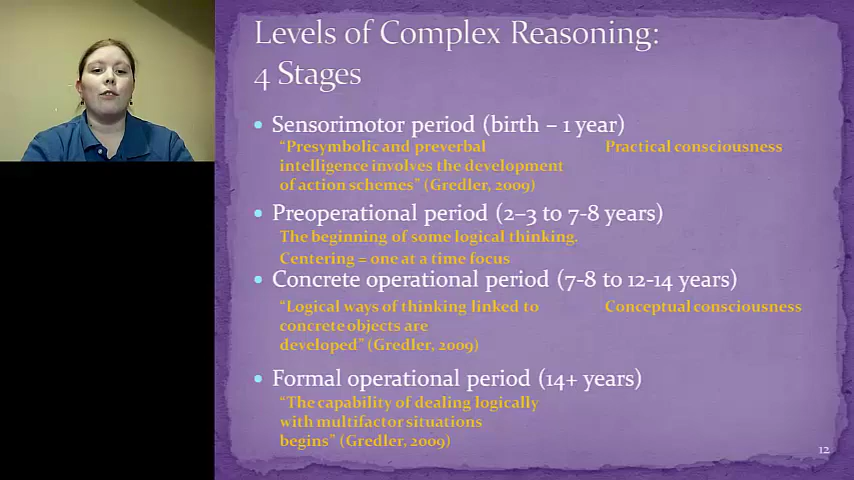 Levels of Complex Reasoning:
4 Stages
• Sensorimotor period (birth – 1 year)
“Presymbolic and preverbal
intelligence involves the development
of action schemes” (Gredler, 2009)
Practical consciousness
• Preoperational period (2–3 to 7-8 years)
The beginning of some logical thinking.
Centering = one at a time focus
• Concrete operational period (7-8 to 12-14 years)
“Logical ways of thinking linked to
concrete objects are
developed” (Gredler, 2009)
Conceptual consciousness
• Formal operational period (14+ years)
“The capability of dealing logically
with multifactor situations
begins” (Gredler, 2009)
12